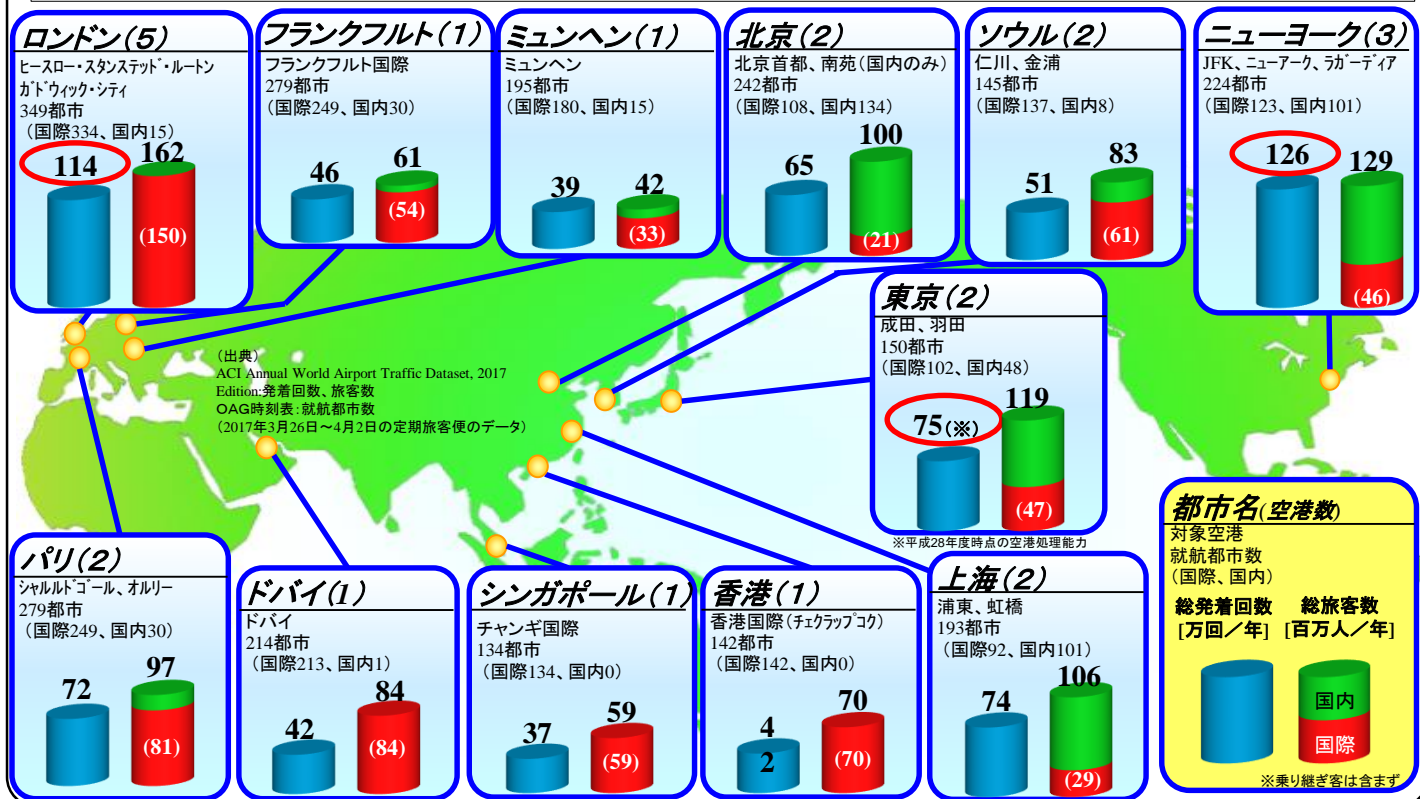 ロンドン(5)
ヒースロー・スタンステッド・ルートン
ガドウィック・シティ
349都市
(国際334、国内15)
114
162
(150)
フランクフルト(1)
フランクフルト国際
279都市
(国際249、国内30)
46
61
(54)
ミュンヘン(1)
ミュンヘン
195都市
(国際180、国内15)
39
42
(33)
北京(2)
北京首都、南苑(国内のみ)
242都市
(国際108、国内134)
65
100
(21)
ソウル(2)
仁川、金浦
145都市
(国際137、国内8)
51
83
(61)
ニューヨーク(3)
JFK、ニューアーク、ラガーディア
224都市
(国際123、国内101)
126
129
(46)
東京(2)
成田、羽田
150都市
(国際102、国内48)
75(※)
119
(47)
※平成28年度時点の空港処理能力
(出典)
ACI Annual World Airport Traffic Dataset, 2017
Edition:発着回数、旅客数
OAG時刻表:就航都市数
(2017年3月26日~4月2日の定期旅客便のデータ)
パリ(2)
シャルルドゴール、オルリー
279都市
(国際249、国内30)
72
97
(81)
ドバイ(1)
ドバイ
214都市
(国際213、国内1)
42
84
(84)
シンガポール(1)
チャンギ国際
134都市
(国際134、国内0)
37
59
(59)
香港(1)
香港国際(チェクラップコク)
142都市
(国際142、国内0)
4
2
70
(70)
上海(2)
浦東、虹橋
193都市
(国際92、国内101)
74
106
(29)
都市名(空港数)
対象空港
就航都市数
(国際、国内)
総発着回数 総旅客数
[万回/年] [百万人/年]
国内
国際
※乗り継ぎ客は含まず